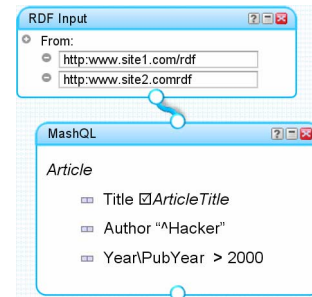 RDF Input
From:
http:www.site1.com/rdf
http:www.site2.comrdf
MashQL
Article
Title ☑ArticleTitle
Author “^Hacker”
Year\PubYear > 2000